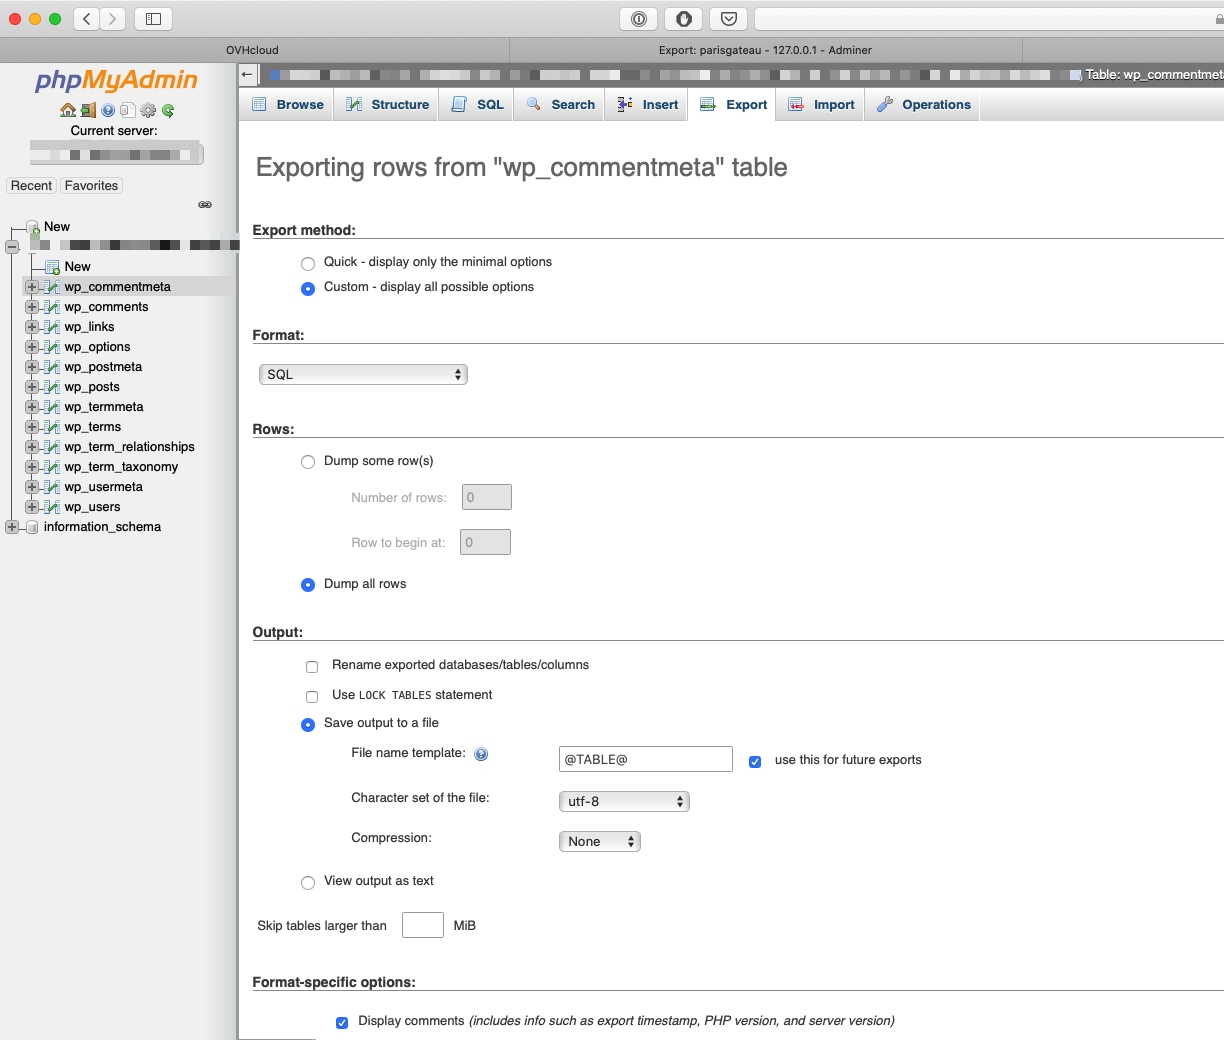 OVHcloud
Export: parisgateau - 127.0.0.1 - Adminer
phpMyAdmin
Current server:
Recent
Favorites
New
New
wp_commentmeta
wp_comments
wp_links
wp_options
wp_postmeta
wp_posts
wp_termmeta
wp_terms
wp_term_relationships
wp_term_taxonomy
wp_usermeta
wp_users
information_schema
Table: wp_commentmet
Browse
Structure
SQL
Search
Insert
Export
Import
Operations
Exporting rows from "wp_commentmeta" table
Export method:
Quick - display only the minimal options
Custom - display all possible options
Format:
SQL
Rows:
Dump some row(s)
Number of rows: 0
Row to begin at: 0
Dump all rows
Output:
Rename exported databases/tables/columns
Use LOCK TABLES statement
Save output to a file
File name template: @TABLE@ use this for future exports
Character set of the file: utf-8
Compression: None
View output as text
Skip tables larger than MiB
Format-specific options:
Display comments (includes info such as export timestamp, PHP version, and server version)